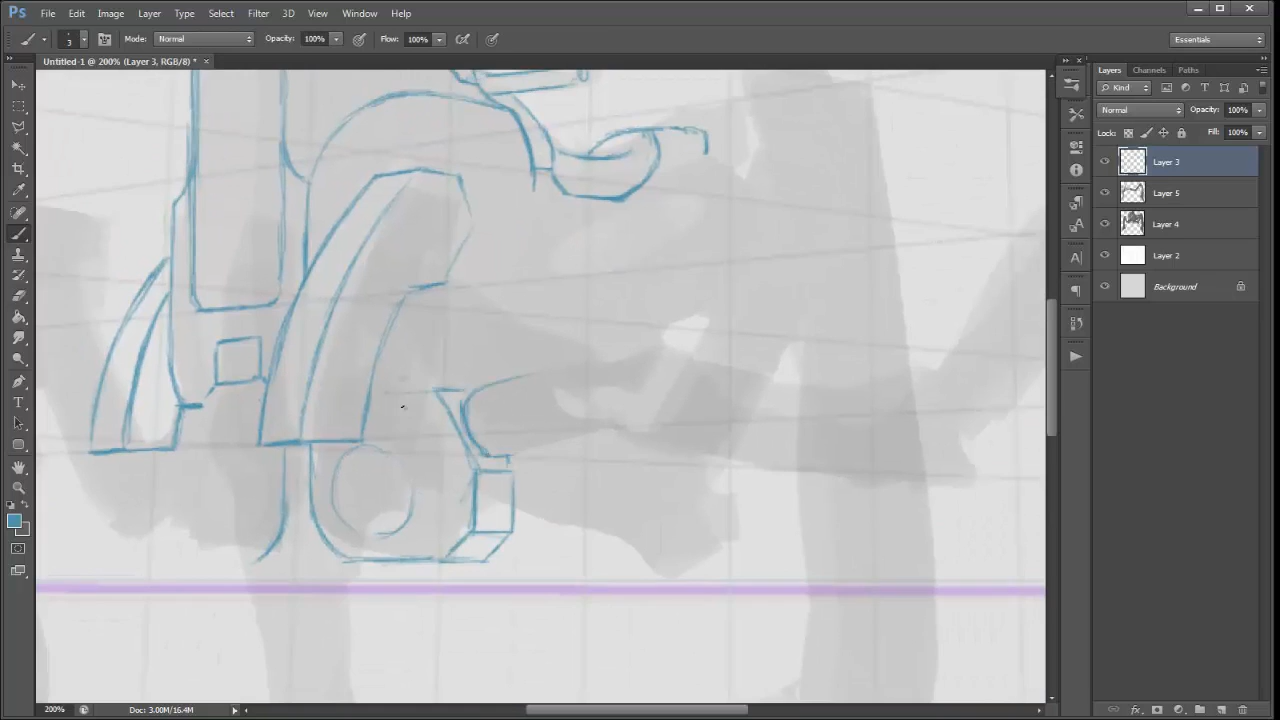 Ps File Edit Image Layer Type Select Filter 3D View Window Help
3 Mode: Normal Opacity: 100% Flow: 100% Essentials
Untitled-1 @ 200% (Layer 3, RGB/8) * ×
Layers Channels Paths
Kind
Normal Opacity: 100%
Lock: Fill: 100%
Layer 3
Layer 5
Layer 4
Layer 2
Background
200% Doc: 3.00M/16.4M